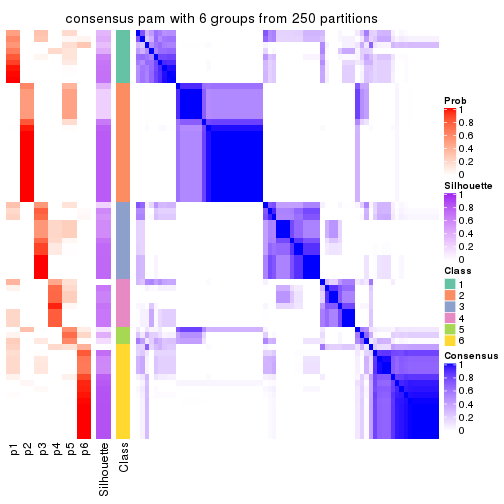 consensus pam with 6 groups from 250 partitions
Prob
1
0.8
0.6
0.4
0.2
0
Silhouette
1
0.8
0.6
0.4
0.2
0
Class
1
2
3
4
5
6
Consensus
1
0.8
0.6
0.4
0.2
0
p1
p2
p3
p4
p5
p6
Silhouette
Class